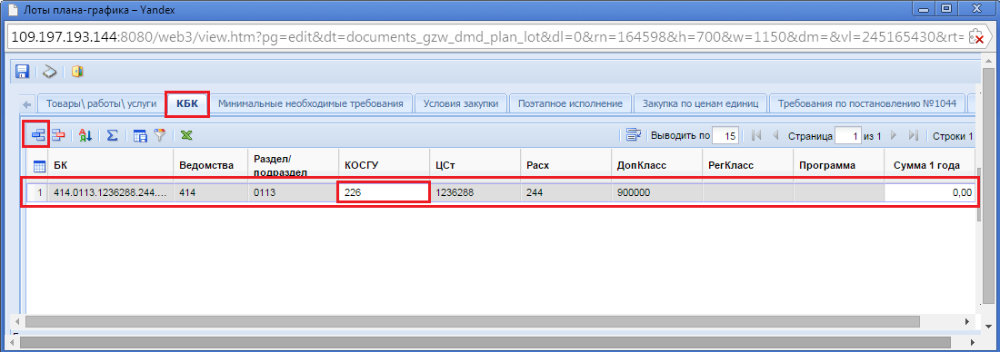 Лоты плана-графика – Yandex
109.197.193.144:8080/web3/view.htm?pg=edit&dt=documents_gzw_dmd_plan_lot&dl=0&rn=164598&h=700&w=1150&dm=&vl=245165430&rt=
Товары\ работы\ услуги КБК Минимальные необходимые требования Условия закупки Поэтапное исполнение Закупка по ценам единиц Требования по постановлению №1044
Выводить по 15 Страница 1 из 1 Строки 1
БК Ведомства Раздел/ подраздел КОСГУ ЦСт Расх ДопКласс РегКласс Программа Сумма 1 года
1 414.0113.1236288.244.... 414 0113 226 1236288 244 900000 0,00